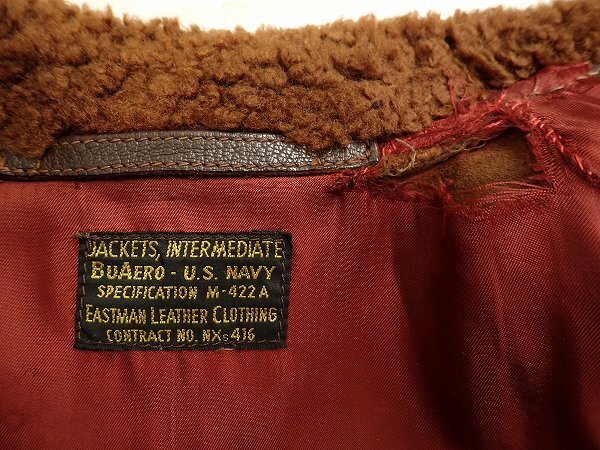 JACKETS, INTERMEDIATE
BUAERO - U.S. NAVY
SPECIFICATION M-422A
EASTMAN LEATHER CLOTHING
CONTRACT NO. NXs 416